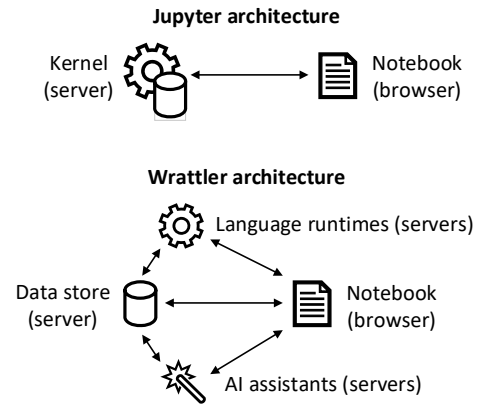 Jupyter architecture
Kernel
(server)
Notebook
(browser)
Wrattler architecture
Language runtimes (servers)
Data store
(server)
Notebook
(browser)
AI assistants (servers)